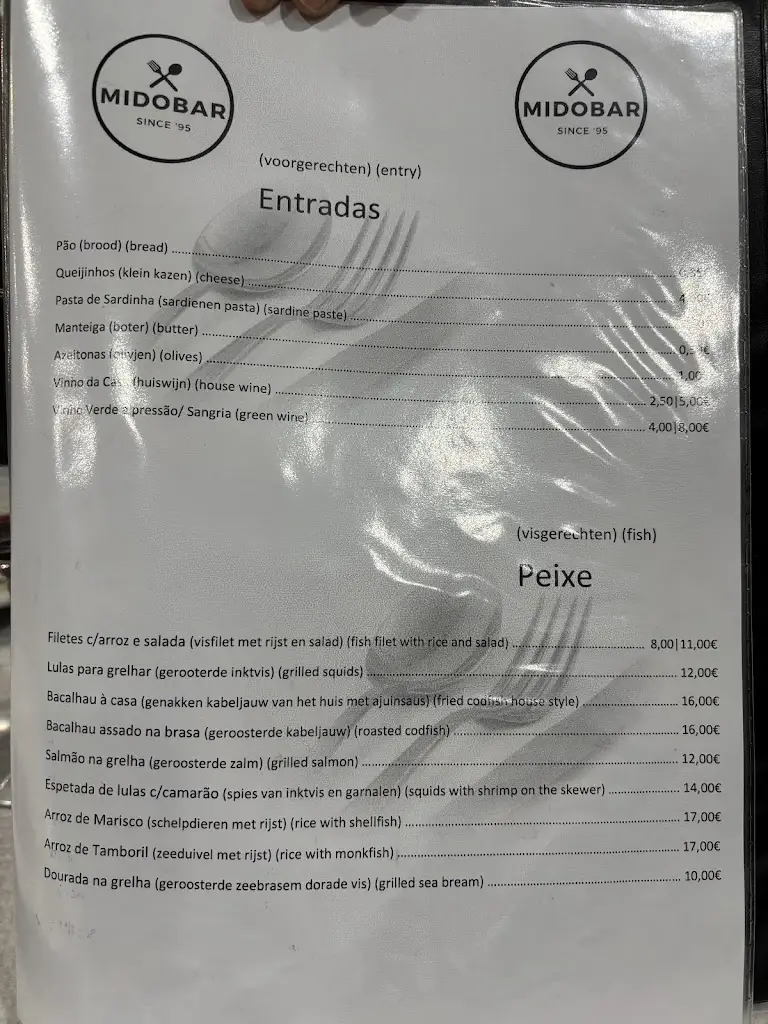 MIDOBAR
SINCE '95
MIDOBAR
SINCE '95
(voorgerechten) (entry)
Entradas
Pão (brood) (bread)
Queijinhos (klein kazen) (cheese)
Pasta de Sardinha (sardienen pasta) (sardine paste)
Manteiga (boter) (butter)
Azeitonas (olijven) (olives) 1,00
Vinho da (huiswijn) (house wine) 2,50|5,00€
Vinho Verde a pressão/ Sangria (green wine) 4,00|8,00€
(visgerechten) (fish)
Peixe
Filetes c/arroz e salada (visfilet met rijst en salad) (fish filet with rice and salad) 8,00|11,00€
Lulas para grelhar (gerooterde inktvis) (grilled squids) 12,00€
Bacalhau à casa (genakken kabeljauw van het huis met ajuinsaus) (fried codfish house style) 16,00€
Bacalhau assado na brasa (geroosterde kabeljauw) (roasted codfish) 16,00€
Salmão na grelha (geroosterde zalm) (grilled salmon) 12,00€
Espetada de lulas c/camarão (spies van inktvis en garnalen) (squids with shrimp on the skewer) 14,00€
Arroz de Marisco (schelpdieren met rijst) (rice with shellfish) 17,00€
Arroz de Tamboril (zeeduivel met rijst) (rice with monkfish) 17,00€
Dourada na grelha (geroosterde zeebrasem dorade vis) (grilled sea bream) 10,00€